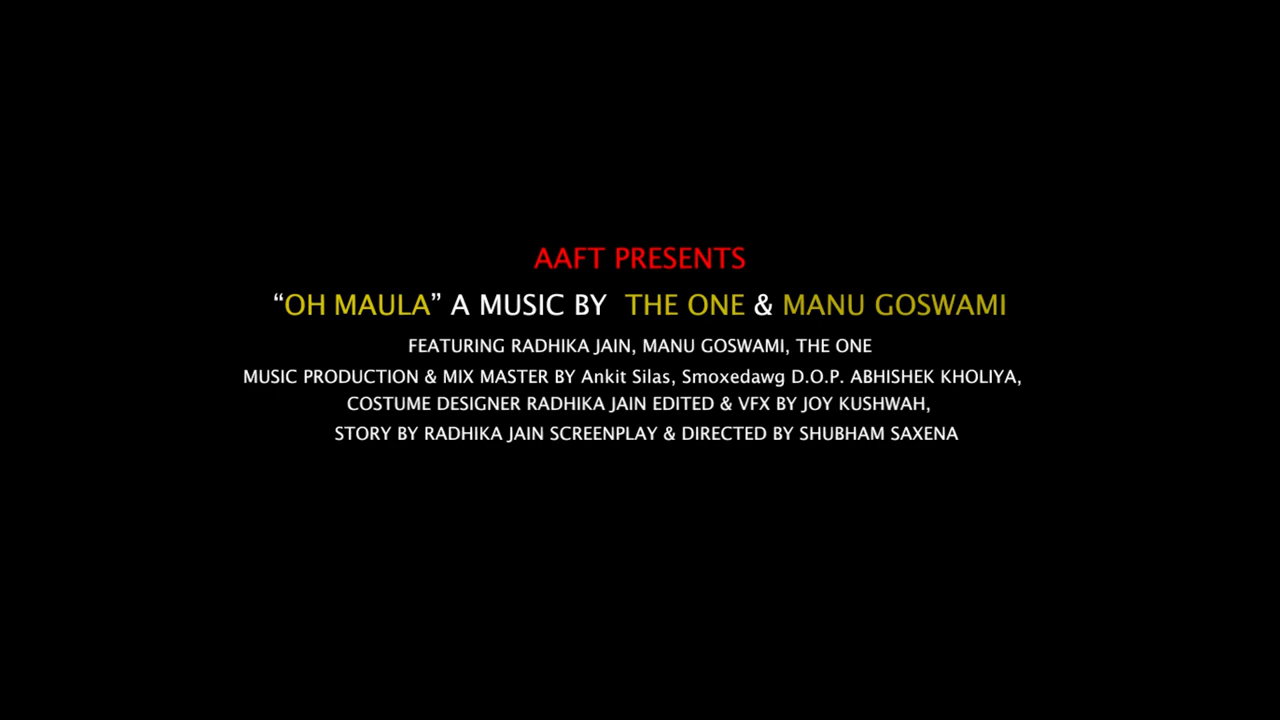 AAFT PRESENTS
“OH MAULA” A MUSIC BY THE ONE & MANU GOSWAMI
FEATURING RADHIKA JAIN, MANU GOSWAMI, THE ONE
MUSIC PRODUCTION & MIX MASTER BY Ankit Silas, Smoxedawg D.O.P. ABHISHEK KHOLIYA,
COSTUME DESIGNER RADHIKA JAIN EDITED & VFX BY JOY KUSHWAH,
STORY BY RADHIKA JAIN SCREENPLAY & DIRECTED BY SHUBHAM SAXENA